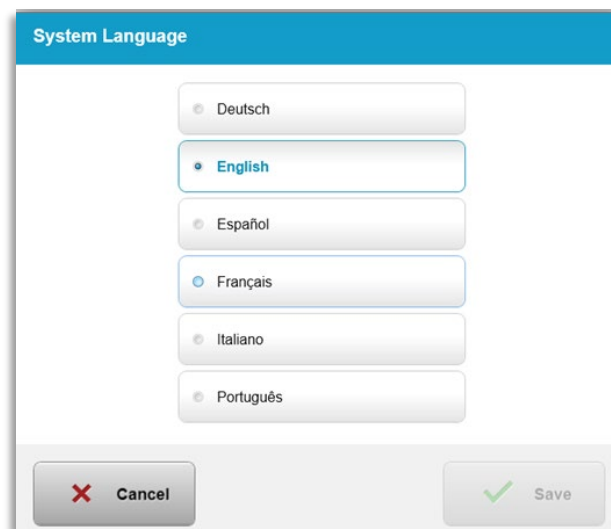 System Language
Deutsch
English
Español
Français
Italiano
Português
Cancel
Save